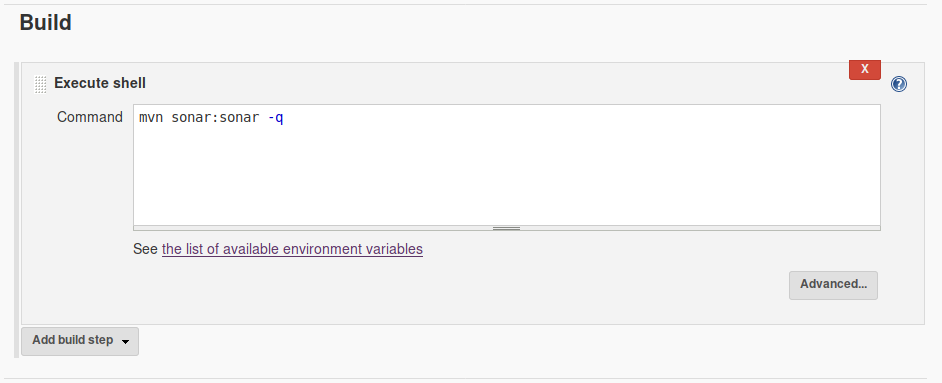 Build
Execute shell
X
?
Command
mvn sonar:sonar -q
See the list of available environment variables
Advanced...
Add build step